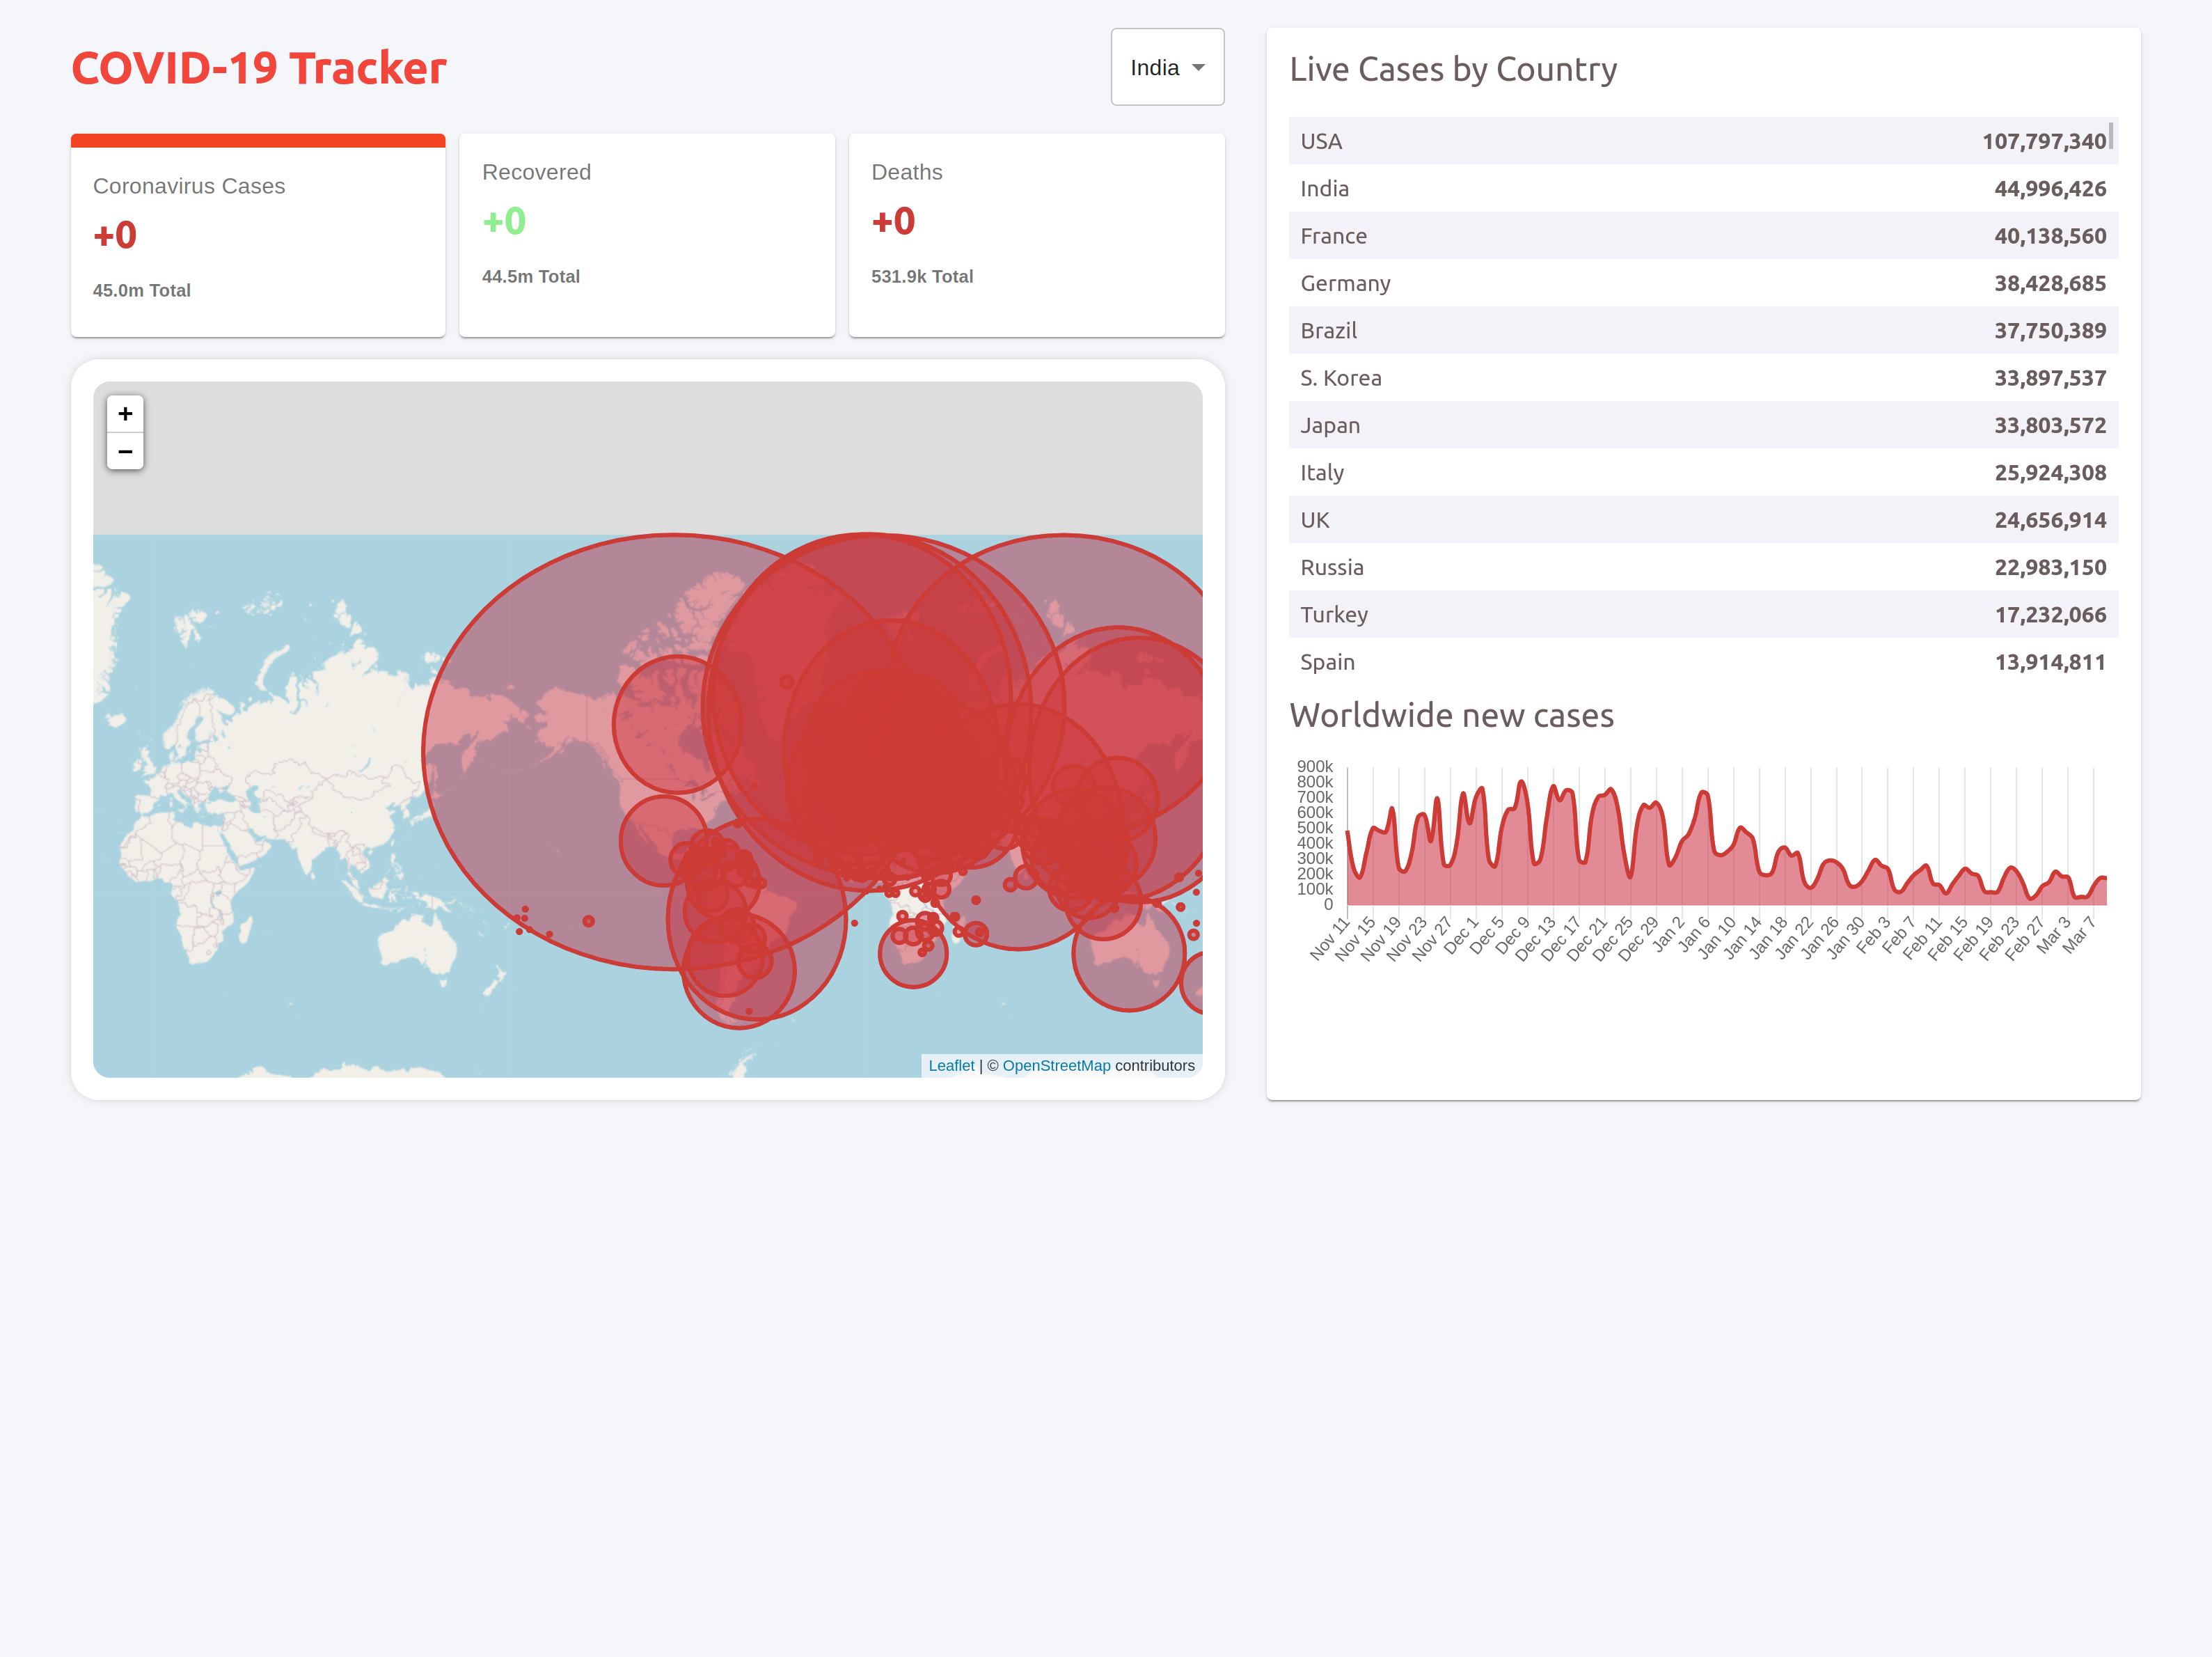 COVID-19 Tracker
India
Coronavirus Cases
+0
45.0m Total
Recovered
+0
44.5m Total
Deaths
+0
531.9k Total
+
−
Leaflet | © OpenStreetMap contributors
Live Cases by Country
USA 107,797,340
India 44,996,426
France 40,138,560
Germany 38,428,685
Brazil 37,750,389
S. Korea 33,897,537
Japan 33,803,572
Italy 25,924,308
UK 24,656,914
Russia 22,983,150
Turkey 17,232,066
Spain 13,914,811
Worldwide new cases
900k
800k
700k
600k
500k
400k
300k
200k
100k
0
Nov 11 Nov 15 Nov 19 Nov 23 Nov 27 Dec 1 Dec 5 Dec 9 Dec 13 Dec 17 Dec 21 Dec 25 Dec 29 Jan 2 Jan 6 Jan 10 Jan 14 Jan 18 Jan 22 Jan 26 Jan 30 Feb 3 Feb 7 Feb 11 Feb 15 Feb 19 Feb 23 Feb 27 Mar 3 Mar 7